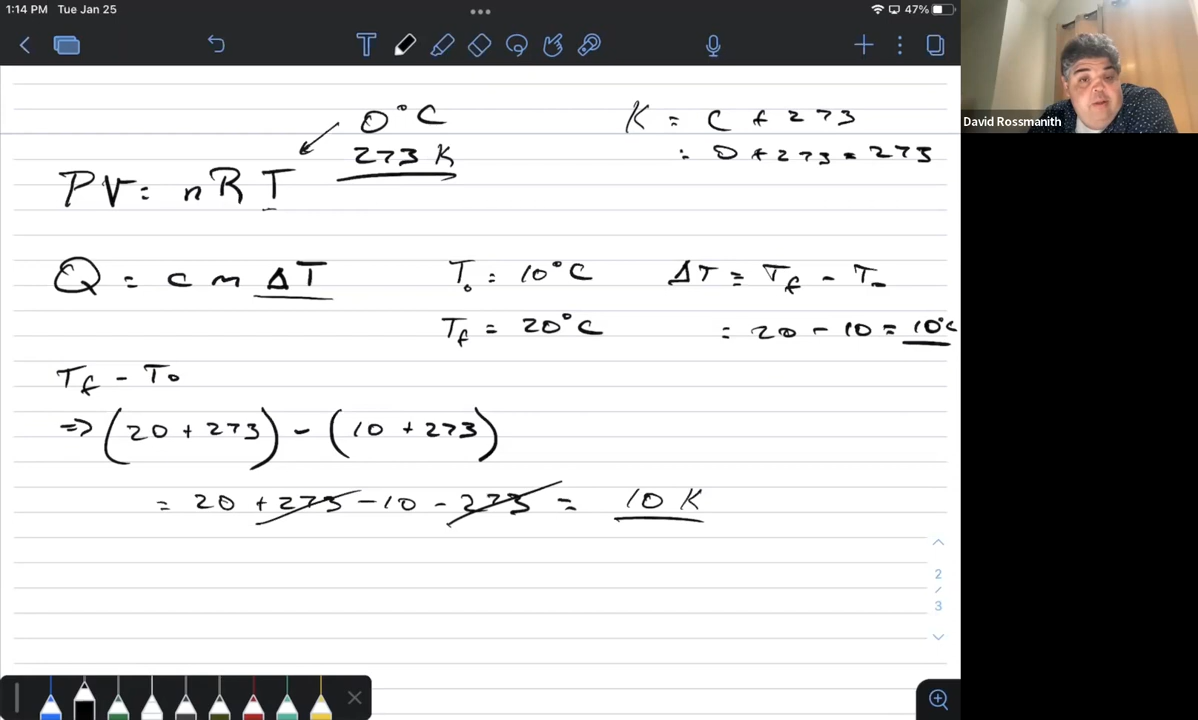 1:14 PM Tue Jan 25
47%
David Rossmanith
0°C
273 K
K = C + 273
= 0 + 273 = 273
PV = nRT
Q = c m ΔT
T₀ = 10°C
ΔT = T_f - T₀
T_f = 20°C
= 20 - 10 = 10°C
T_f - T₀
⇒ (20 + 273) - (10 + 273)
= 20 + 273 - 10 - 273 = 10 K
2
/
3